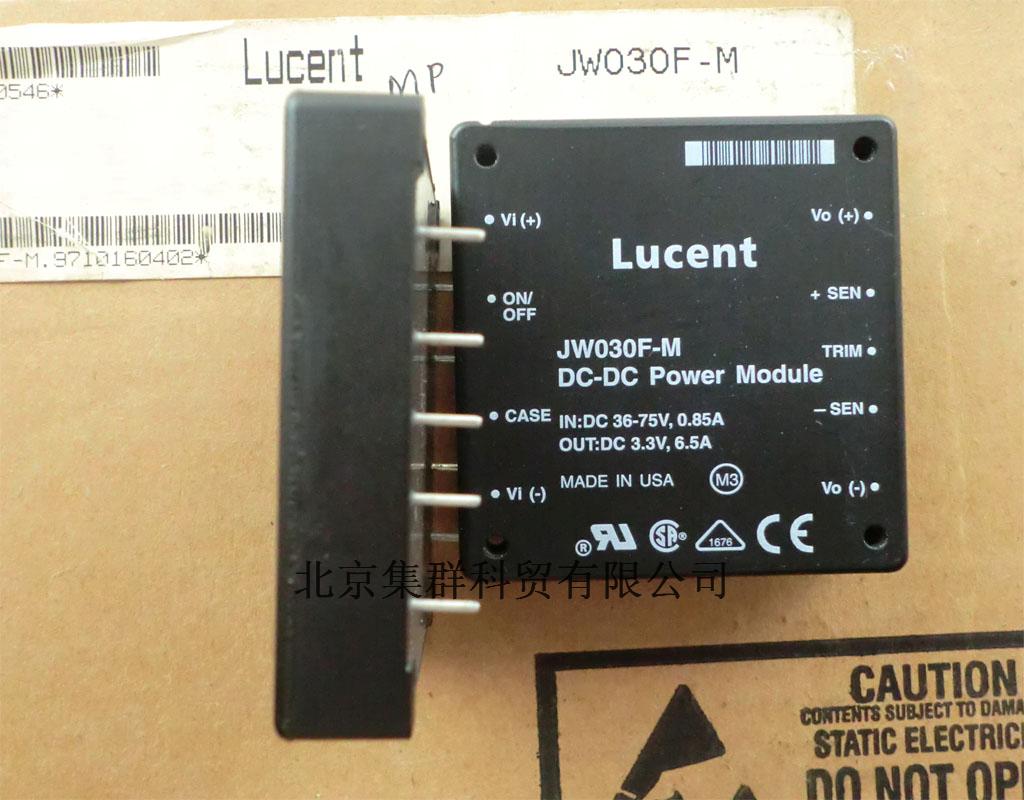 Lucent
MP
JW030F-M
0546*
F-M.9710160402*
Vi (+)
Vo (+)
Lucent
ON/
OFF
+ SEN
JW030F-M
TRIM
DC-DC Power Module
CASE
– SEN
IN:DC 36-75V, 0.85A
OUT:DC 3.3V, 6.5A
MADE IN USA
M3
Vi (-)
Vo (-)
®
SA®
1676
CE
北京集群科贸有限公司
CAUTION
CONTENTS SUBJECT TO DAMA
STATIC ELECTRIC
DO NOT OP